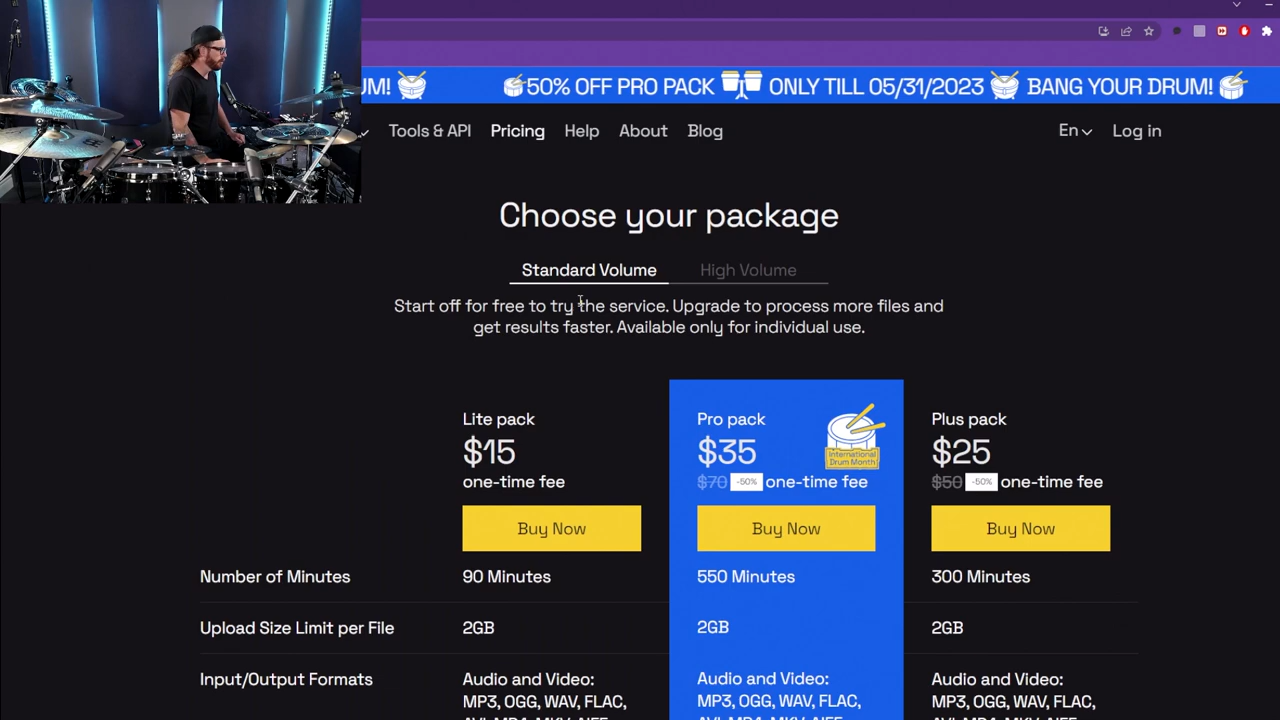 UM! 50% OFF PRO PACK ONLY TILL 05/31/2023 BANG YOUR DRUM!
Tools & API Pricing Help About Blog En Log in
Choose your package
Standard Volume High Volume
Start off for free to try the service. Upgrade to process more files and
get results faster. Available only for individual use.
Lite pack Pro pack Plus pack
$15 $35 $25
International
Drum Month!
one-time fee $70 -50% one-time fee $50 -50% one-time fee
Buy Now Buy Now Buy Now
Number of Minutes 90 Minutes 550 Minutes 300 Minutes
Upload Size Limit per File 2GB 2GB 2GB
Input/Output Formats Audio and Video: Audio and Video: Audio and Video:
MP3, OGG, WAV, FLAC, MP3, OGG, WAV, FLAC, MP3, OGG, WAV, FLAC,